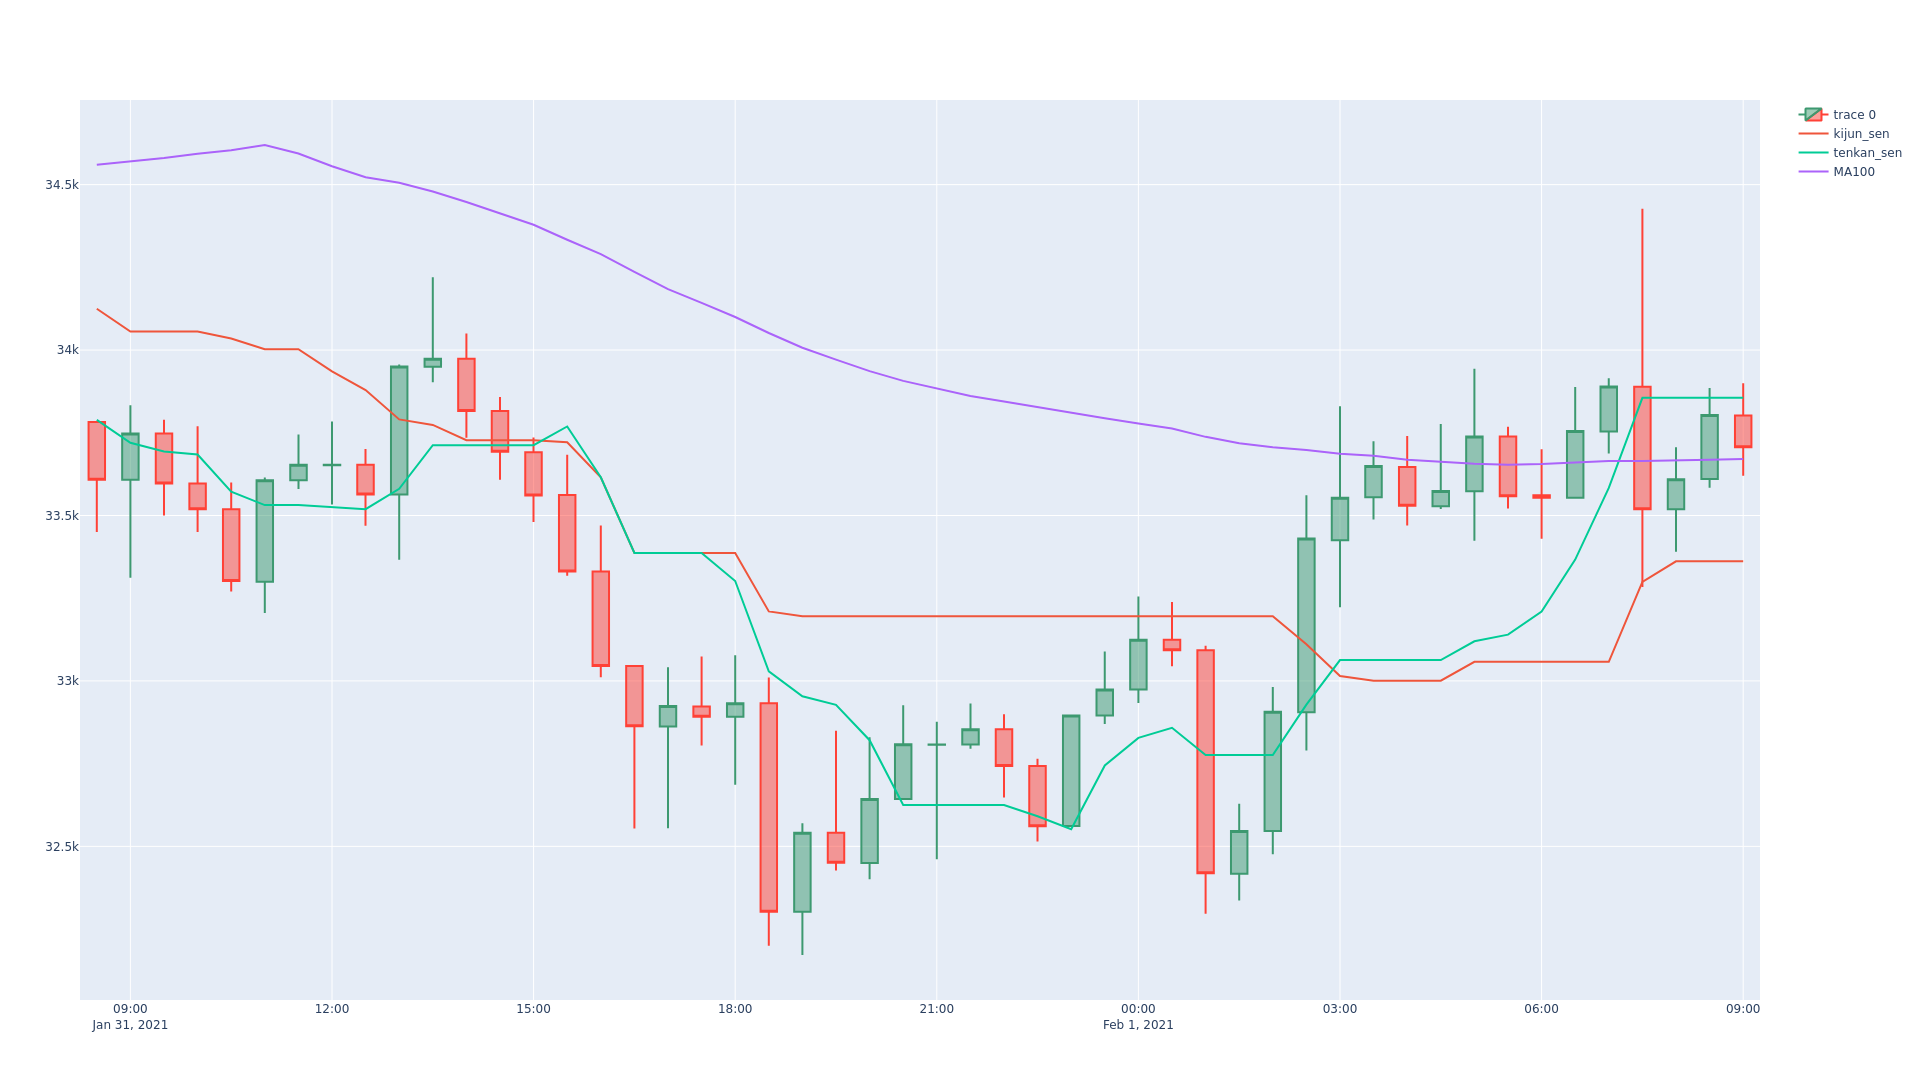 trace 0
kijun_sen
tenkan_sen
MA100
34.5k
34k
33.5k
33k
32.5k
09:00 12:00 15:00 18:00 21:00 00:00 03:00 06:00 09:00
Jan 31, 2021 Feb 1, 2021